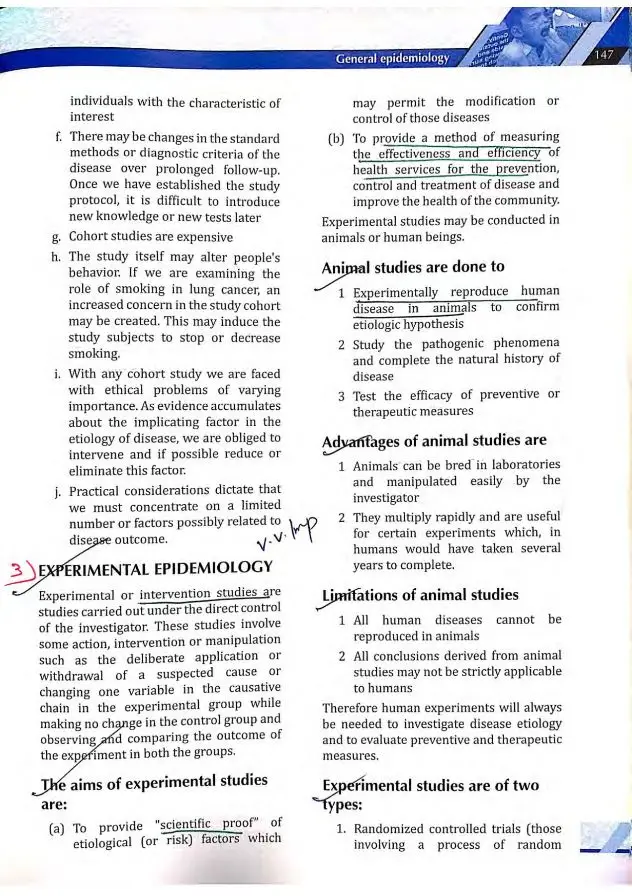 General epidemiology
147
individuals with the characteristic of
interest
f. There may be changes in the standard
methods or diagnostic criteria of the
disease over prolonged follow-up.
Once we have established the study
protocol, it is difficult to introduce
new knowledge or new tests later
g. Cohort studies are expensive
h. The study itself may alter people's
behavior. If we are examining the
role of smoking in lung cancer, an
increased concern in the study cohort
may be created. This may induce the
study subjects to stop or decrease
smoking.
i. With any cohort study we are faced
with ethical problems of varying
importance. As evidence accumulates
about the implicating factor in the
etiology of disease, we are obliged to
intervene and if possible reduce or
eliminate this factor.
j. Practical considerations dictate that
we must concentrate on a limited
number or factors possibly related to
disease outcome.
v.v. Imp
3) EXPERIMENTAL EPIDEMIOLOGY
Experimental or intervention studies are
studies carried out under the direct control
of the investigator. These studies involve
some action, intervention or manipulation
such as the deliberate application or
withdrawal of a suspected cause or
changing one variable in the causative
chain in the experimental group while
making no change in the control group and
observing and comparing the outcome of
the experiment in both the groups.
The aims of experimental studies
are:
(a) To provide "scientific proof" of
etiological (or risk) factors which
may permit the modification or
control of those diseases
(b) To provide a method of measuring
the effectiveness and efficiency of
health services for the prevention,
control and treatment of disease and
improve the health of the community.
Experimental studies may be conducted in
animals or human beings.
Animal studies are done to
1 Experimentally reproduce human
disease in animals to confirm
etiologic hypothesis
2 Study the pathogenic phenomena
and complete the natural history of
disease
3 Test the efficacy of preventive or
therapeutic measures
Advantages of animal studies are
1 Animals can be bred in laboratories
and manipulated easily by the
investigator
2 They multiply rapidly and are useful
for certain experiments which, in
humans would have taken several
years to complete.
Limitations of animal studies
1 All human diseases cannot be
reproduced in animals
2 All conclusions derived from animal
studies may not be strictly applicable
to humans
Therefore human experiments will always
be needed to investigate disease etiology
and to evaluate preventive and therapeutic
measures.
Experimental studies are of two
types:
1. Randomized controlled trials (those
involving a process of random